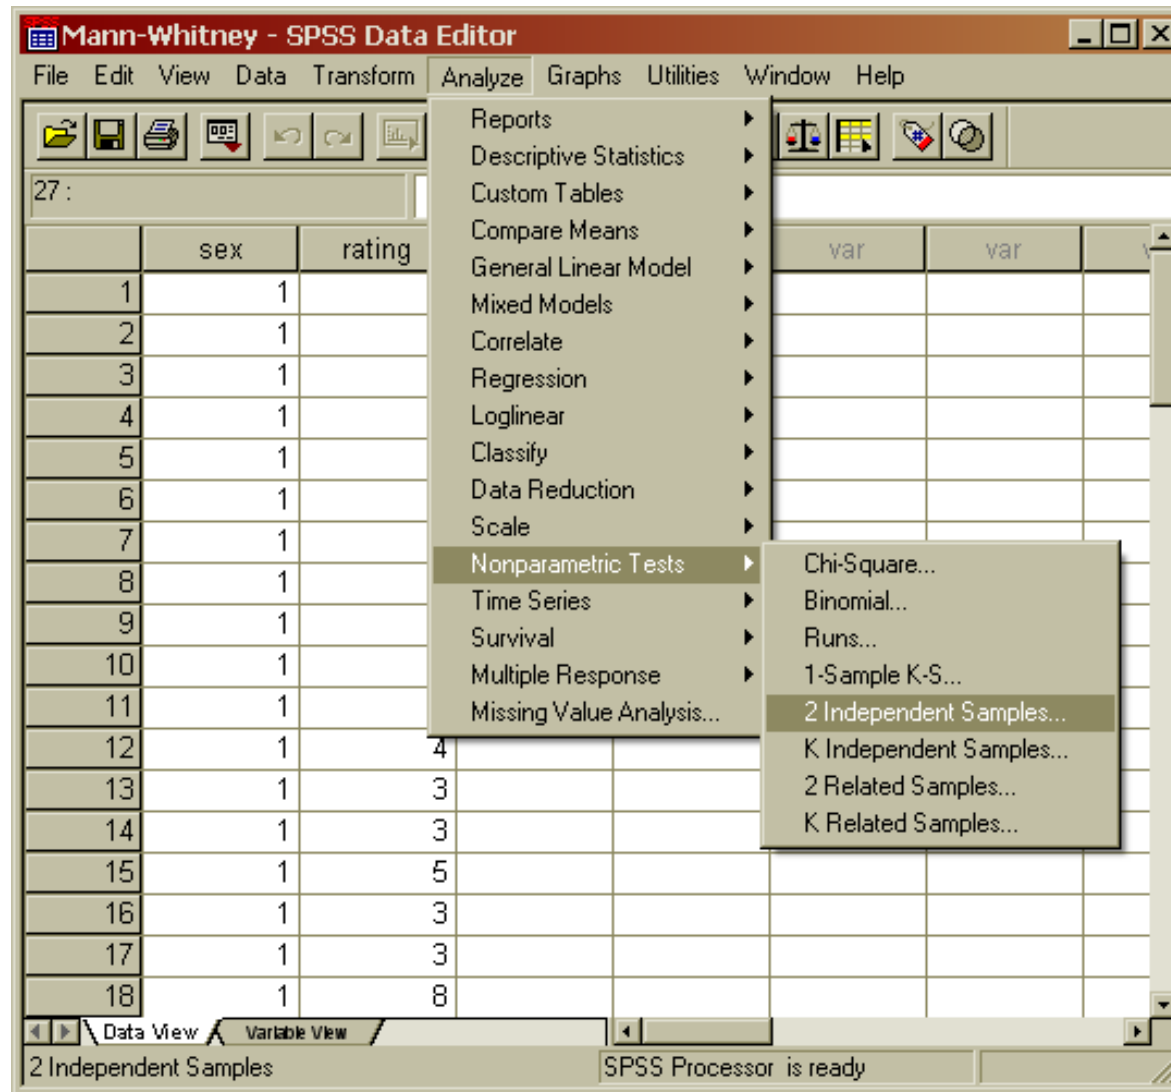 SPSS
Mann-Whitney - SPSS Data Editor
File Edit View Data Transform Analyze Graphs Utilities Window Help
27 :
sex rating var var
1 1
2 1
3 1
4 1
5 1
6 1
7 1
8 1
9 1
10 1
11 1
12 1 4
13 1 3
14 1 3
15 1 5
16 1 3
17 1 3
18 1 8
Reports
Descriptive Statistics
Custom Tables
Compare Means
General Linear Model
Mixed Models
Correlate
Regression
Loglinear
Classify
Data Reduction
Scale
Nonparametric Tests
Time Series
Survival
Multiple Response
Missing Value Analysis...
Chi-Square...
Binomial...
Runs...
1-Sample K-S...
2 Independent Samples...
K Independent Samples...
2 Related Samples...
K Related Samples...
Data View Variable View
2 Independent Samples SPSS Processor is ready